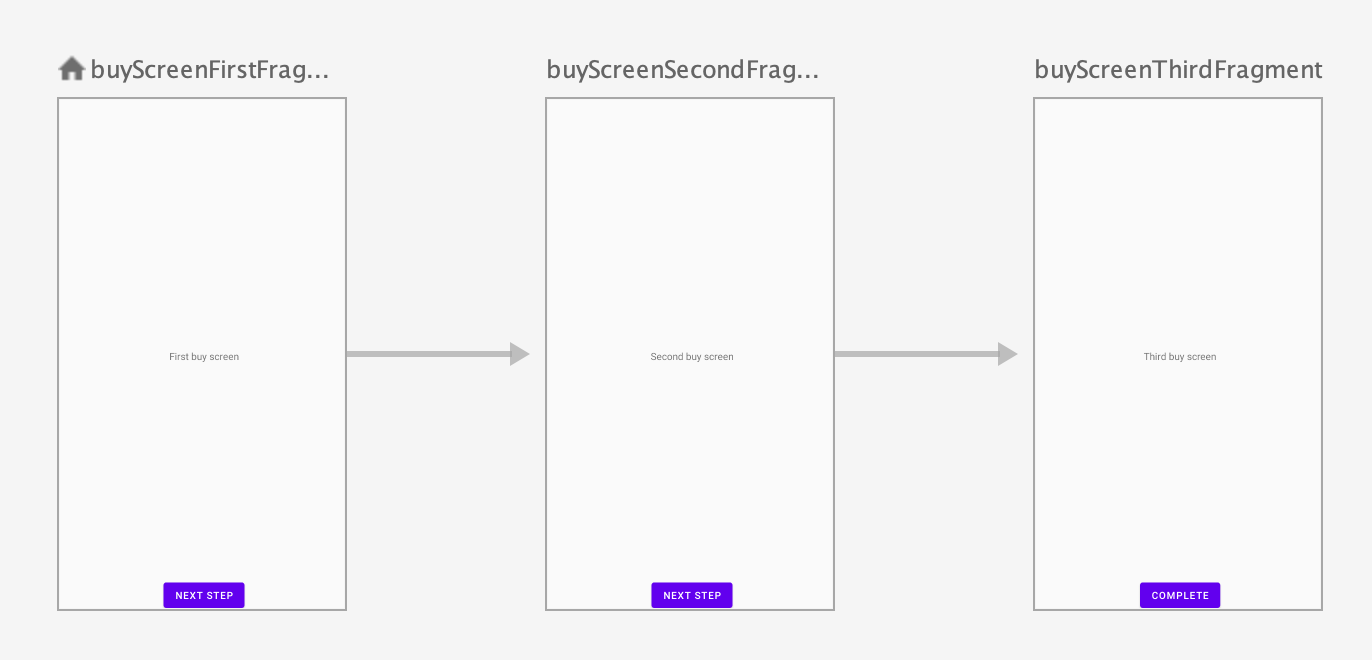 buyScreenFirstFrag...
First buy screen
NEXT STEP
buyScreenSecondFrag...
Second buy screen
NEXT STEP
buyScreenThirdFragment
Third buy screen
COMPLETE